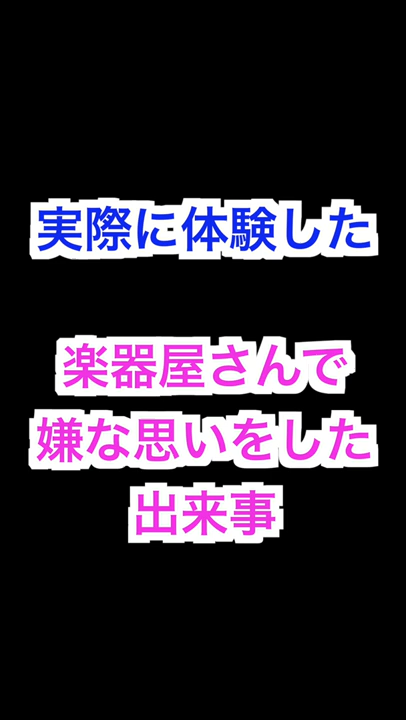 実際に体験した
楽器屋さんで
嫌な思いをした
出来事